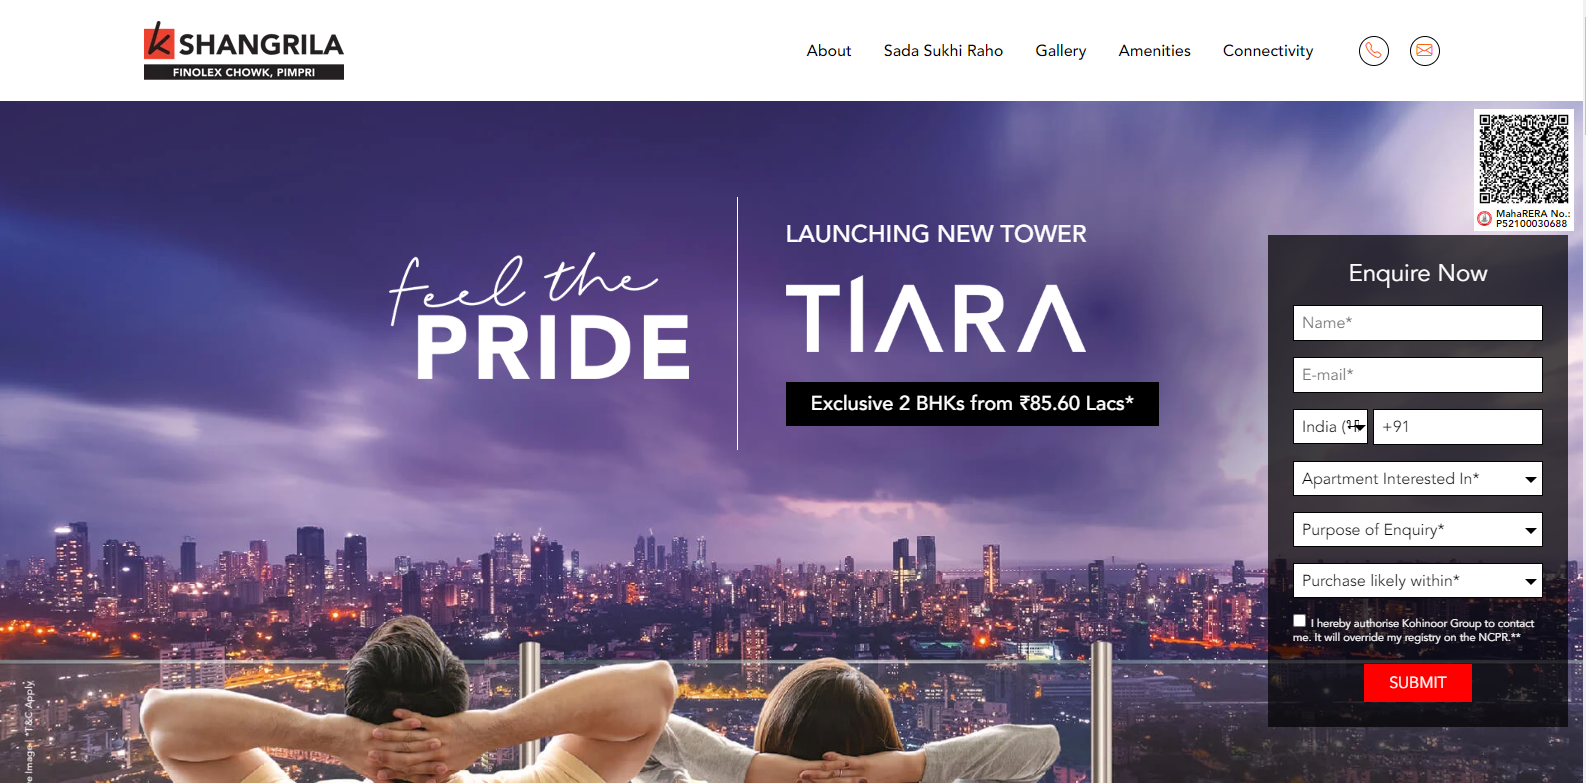 k SHANGRILA
FINOLEX CHOWK, PIMPRI
About
Sada Sukhi Raho
Gallery
Amenities
Connectivity
MahaRERA No.:
P52100030688
feel the
PRIDE
LAUNCHING NEW TOWER
TIARA
Exclusive 2 BHKs from ₹85.60 Lacs*
Enquire Now
Name*
E-mail*
India (
+91
Apartment Interested In*
Purpose of Enquiry*
Purchase likely within*
I hereby authorise Kohinoor Group to contact
me. It will override my registry on the NCPR.**
SUBMIT
Image | *T&C Apply